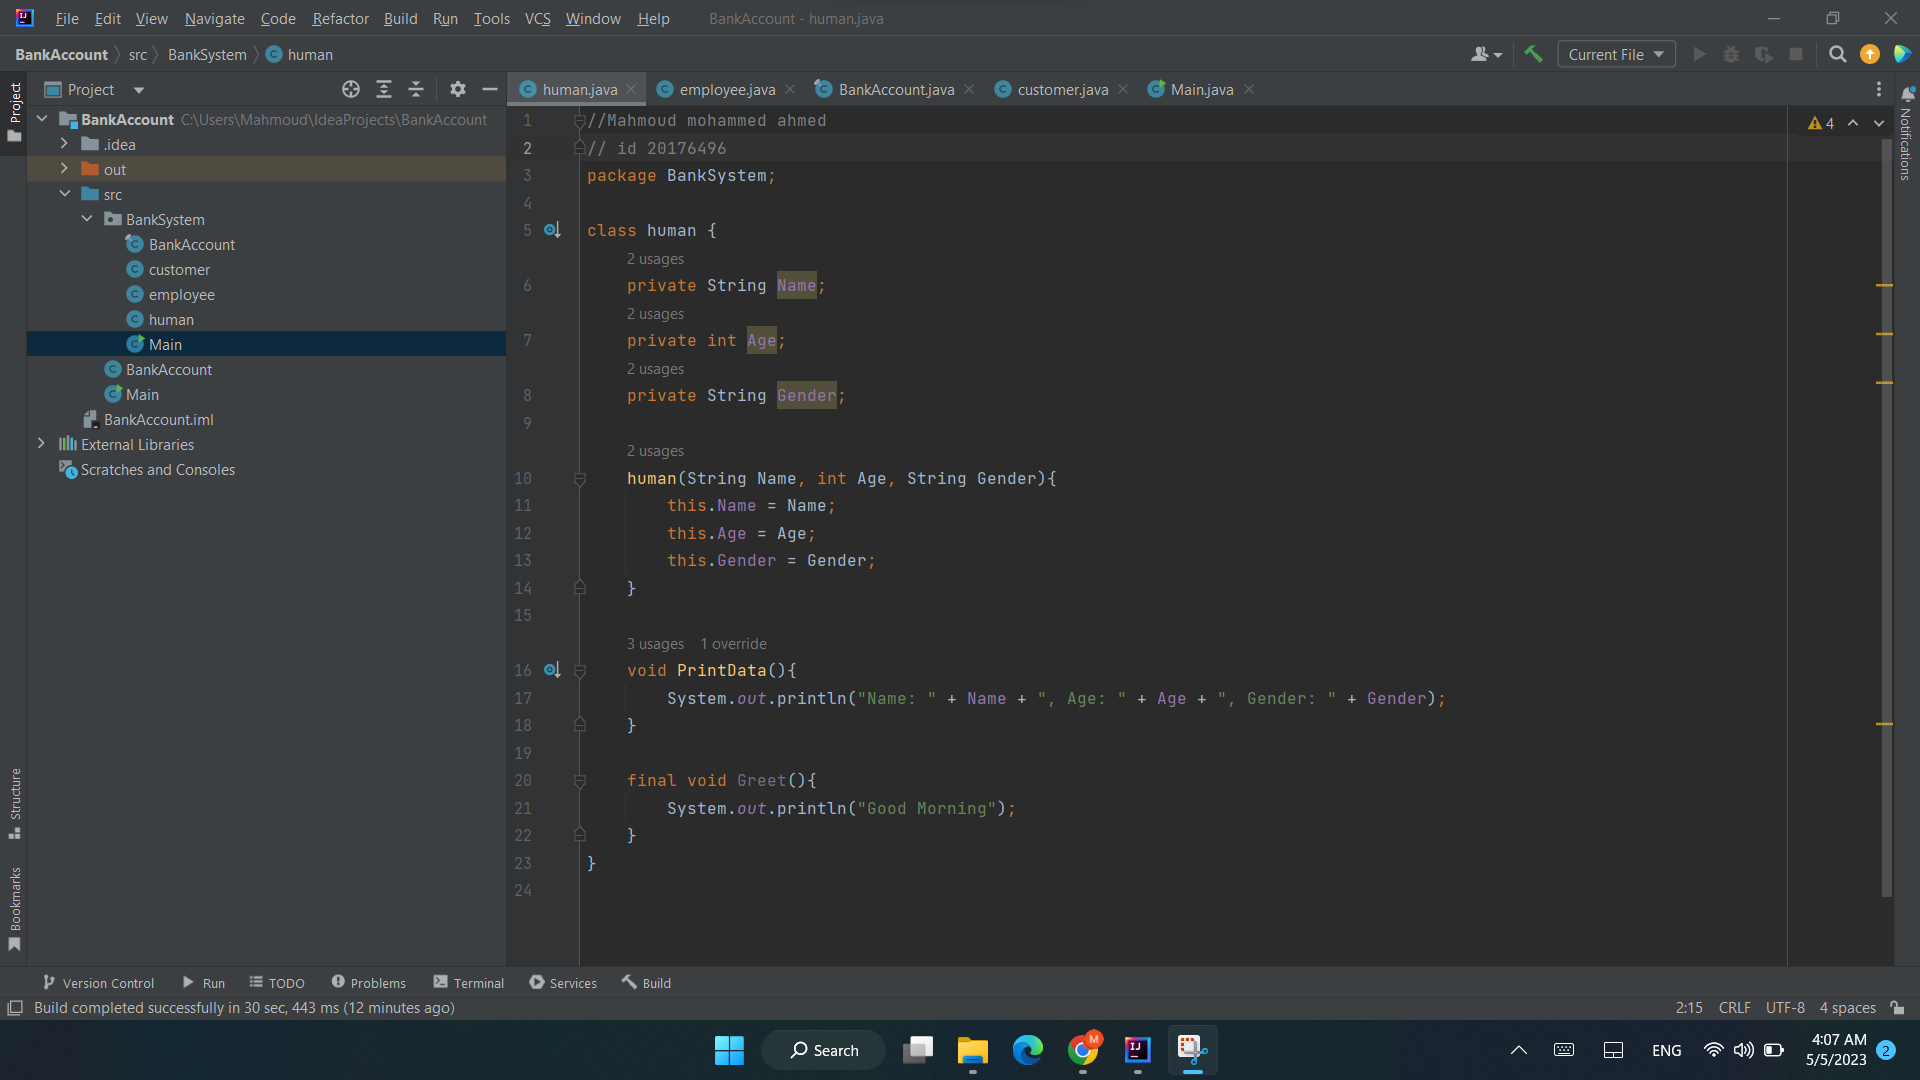 File Edit View Navigate Code Refactor Build Run Tools VCS Window Help BankAccount - human.java
BankAccount src BankSystem human
Current File
Project
human.java employee.java BankAccount.java customer.java Main.java
Project
BankAccount C:\Users\Mahmoud\IdeaProjects\BankAccount
.idea
out
src
BankSystem
BankAccount
customer
employee
human
Main
BankAccount
Main
BankAccount.iml
External Libraries
Scratches and Consoles
Structure
Bookmarks
4
Notifications
1 //Mahmoud mohammed ahmed
2 // id 20176496
3 package BankSystem;
4
5 class human {
2 usages
6 private String Name;
2 usages
7 private int Age;
2 usages
8 private String Gender;
9
2 usages
10 human(String Name, int Age, String Gender){
11 this.Name = Name;
12 this.Age = Age;
13 this.Gender = Gender;
14 }
15
3 usages 1 override
16 void PrintData(){
17 System.out.println("Name: " + Name + ", Age: " + Age + ", Gender: " + Gender);
18 }
19
20 final void Greet(){
21 System.out.println("Good Morning");
22 }
23 }
24
Version Control Run TODO Problems Terminal Services Build
Build completed successfully in 30 sec, 443 ms (12 minutes ago) 2:15 CRLF UTF-8 4 spaces
Search
M
IJ
ENG
4:07 AM
5/5/2023
2